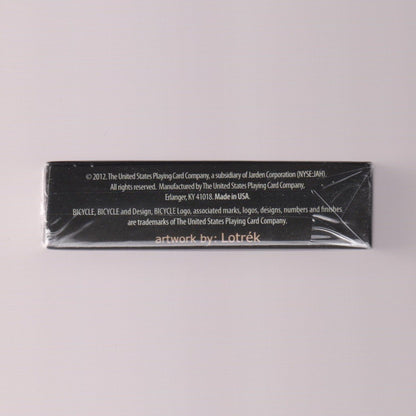 © 2012. The United States Playing Card Company, a subsidiary of Jarden Corporation (NYSE:JAH).
All rights reserved. Manufactured by The United States Playing Card Company,
Erlanger, KY 41018. Made in USA.
BICYCLE, BICYCLE and Design, BICYCLE Logo, associated marks, logos, designs, numbers and finishes
are trademarks of The United States Playing Card Company.
artwork by: Lotrék